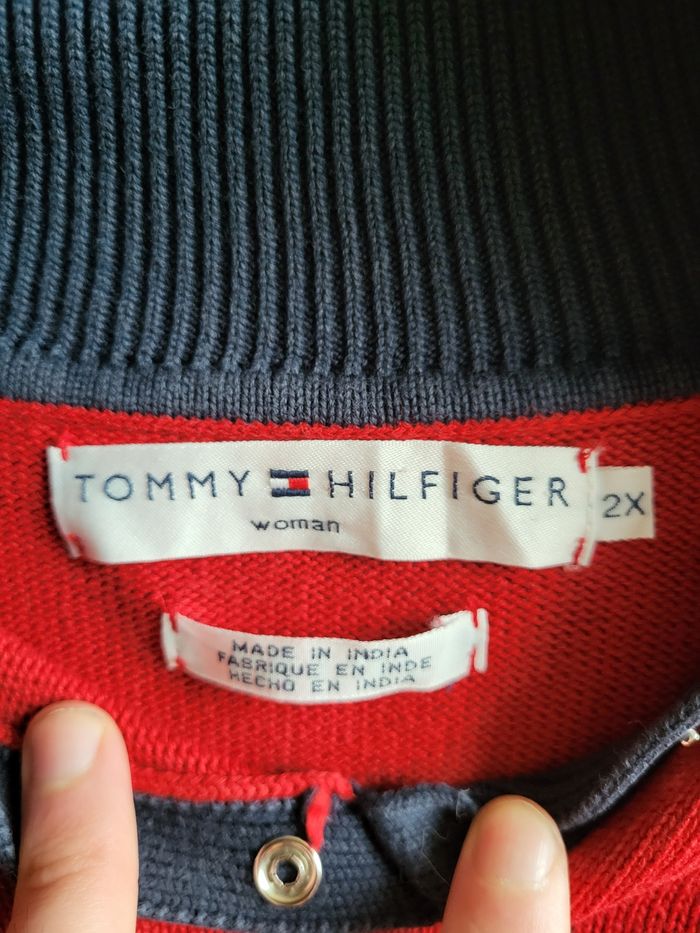 TOMMY HILFIGER
woman
2X
MADE IN INDIA
FABRIQUE EN INDE
HECHO EN INDIA